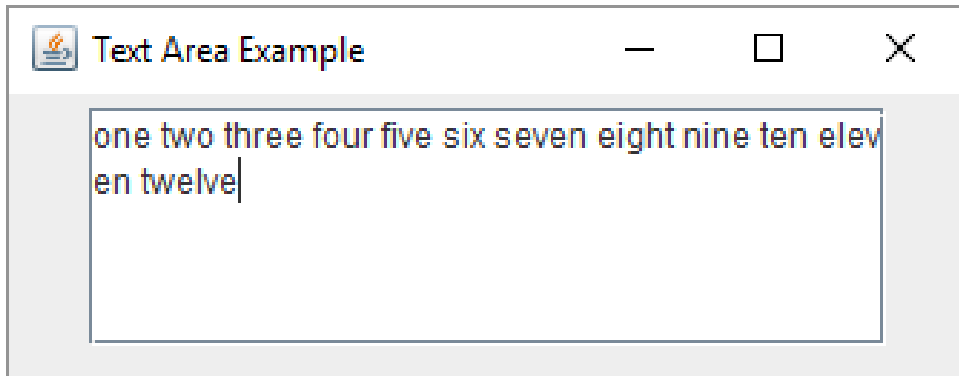 Text Area Example
one two three four five six seven eight nine ten elev
en twelve